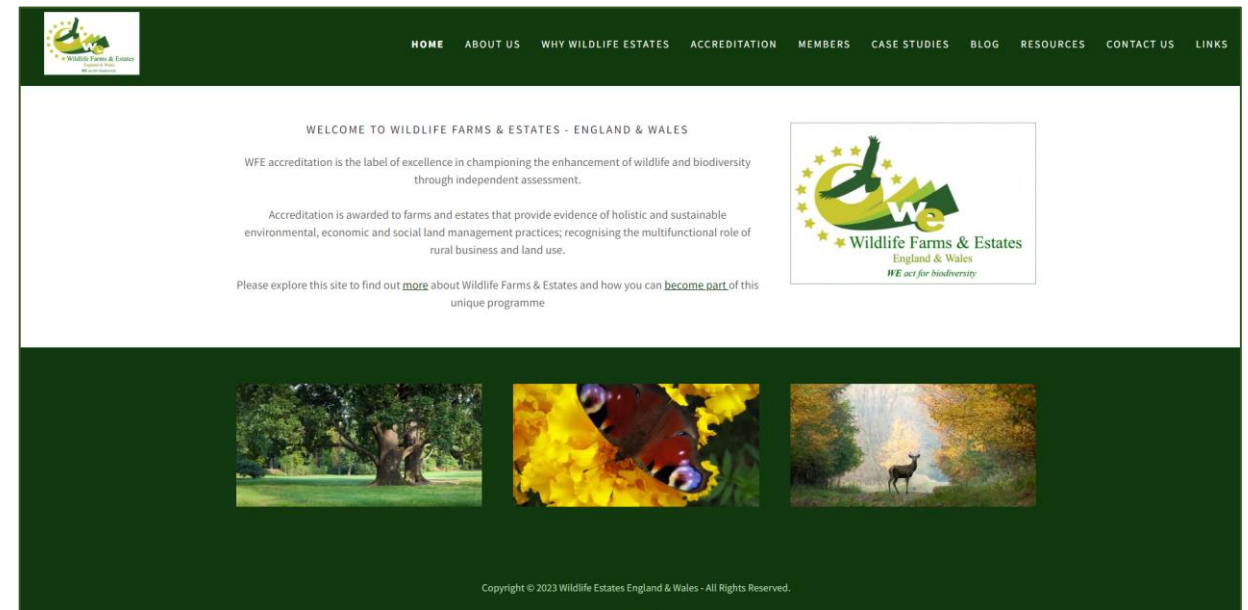 We
Wildlife Farms & Estates
England & Wales
WE act for biodiversity
HOME ABOUT US WHY WILDLIFE ESTATES ACCREDITATION MEMBERS CASE STUDIES BLOG RESOURCES CONTACT US LINKS
WELCOME TO WILDLIFE FARMS & ESTATES - ENGLAND & WALES
WFE accreditation is the label of excellence in championing the enhancement of wildlife and biodiversity
through independent assessment.
Accreditation is awarded to farms and estates that provide evidence of holistic and sustainable
environmental, economic and social land management practices; recognising the multifunctional role of
rural business and land use.
Please explore this site to find out more about Wildlife Farms & Estates and how you can become part of this
unique programme
we
Wildlife Farms & Estates
England & Wales
WE act for biodiversity
Copyright © 2023 Wildlife Estates England & Wales - All Rights Reserved.